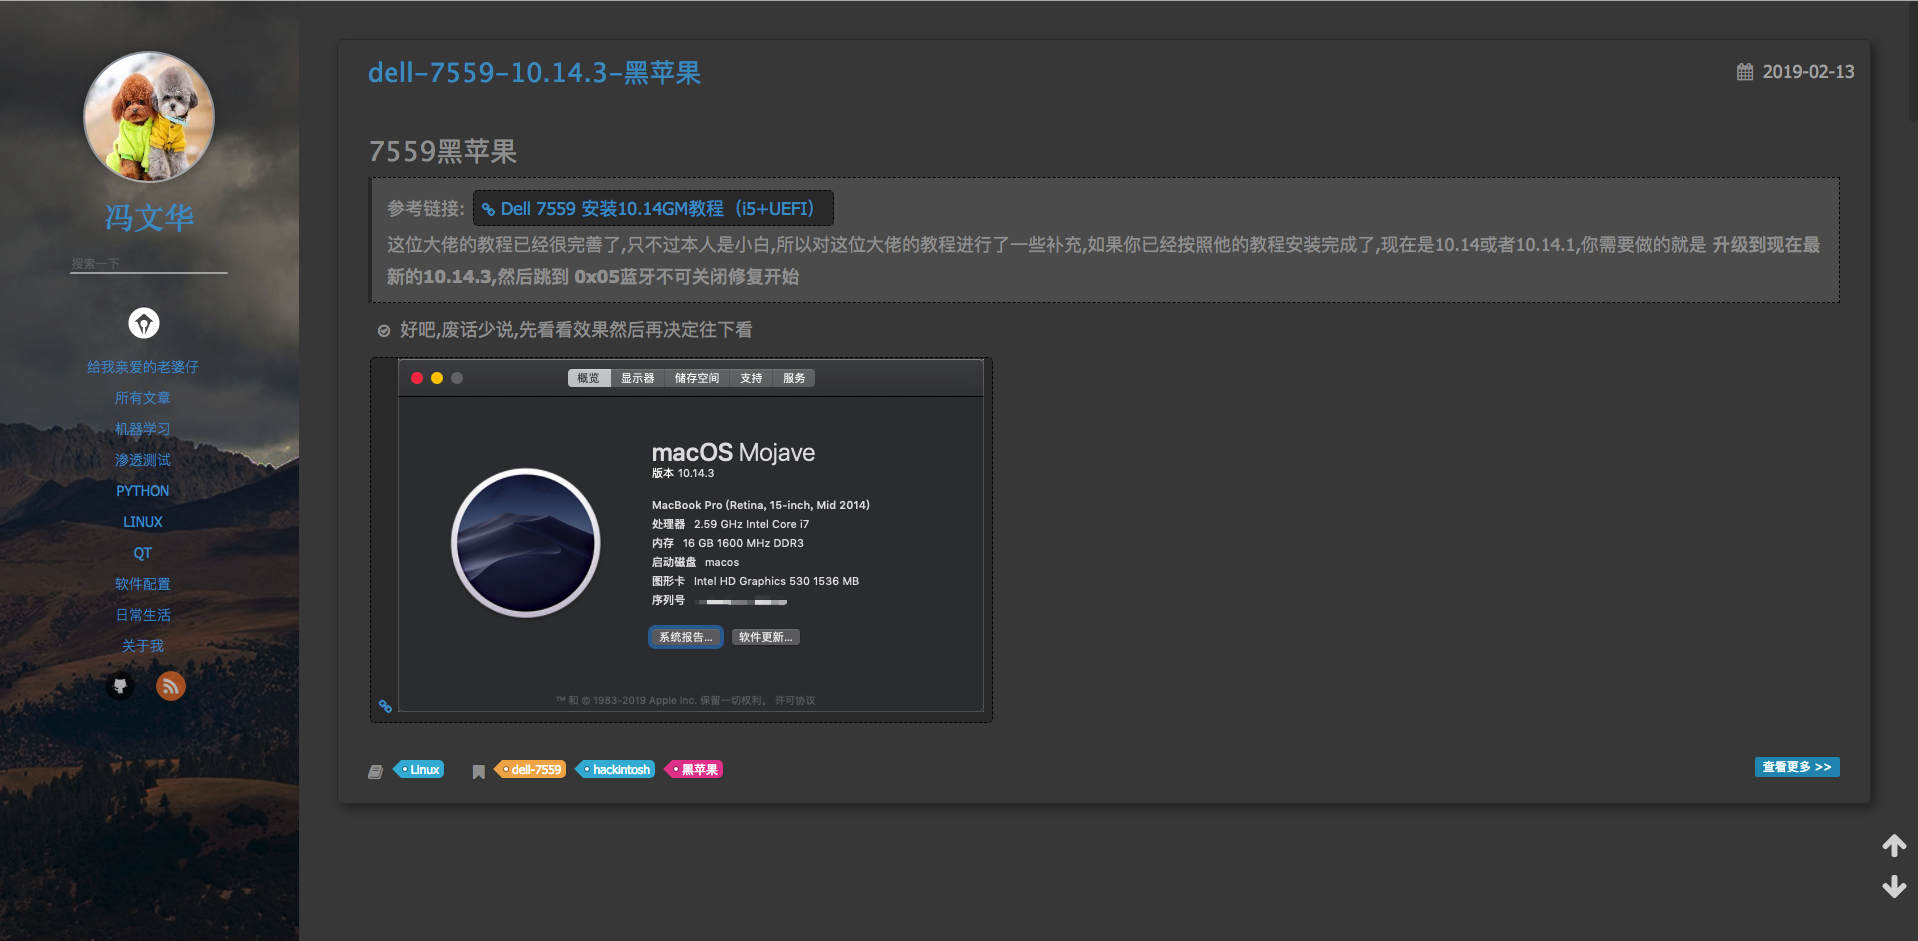 冯文华
搜索一下
给我亲爱的老婆仔
所有文章
机器学习
渗透测试
PYTHON
LINUX
QT
软件配置
日常生活
关于我
dell-7559-10.14.3-黑苹果
2019-02-13
7559黑苹果
参考链接: Dell 7559 安装10.14GM教程（i5+UEFI）
这位大佬的教程已经很完善了,只不过本人是小白,所以对这位大佬的教程进行了一些补充,如果你已经按照他的教程安装完成了,现在是10.14或者10.14.1,你需要做的就是 升级到现在最
新的10.14.3,然后跳到 0x05蓝牙不可关闭修复开始
好吧,废话少说,先看看效果然后再决定往下看
概览 显示器 储存空间 支持 服务
macOS Mojave
版本 10.14.3
MacBook Pro (Retina, 15-inch, Mid 2014)
处理器 2.59 GHz Intel Core i7
内存 16 GB 1600 MHz DDR3
启动磁盘 macos
图形卡 Intel HD Graphics 530 1536 MB
序列号
系统报告... 软件更新...
™ 和 © 1983-2019 Apple Inc. 保留一切权利。 许可协议
Linux dell-7559 hackintosh 黑苹果
查看更多 >>